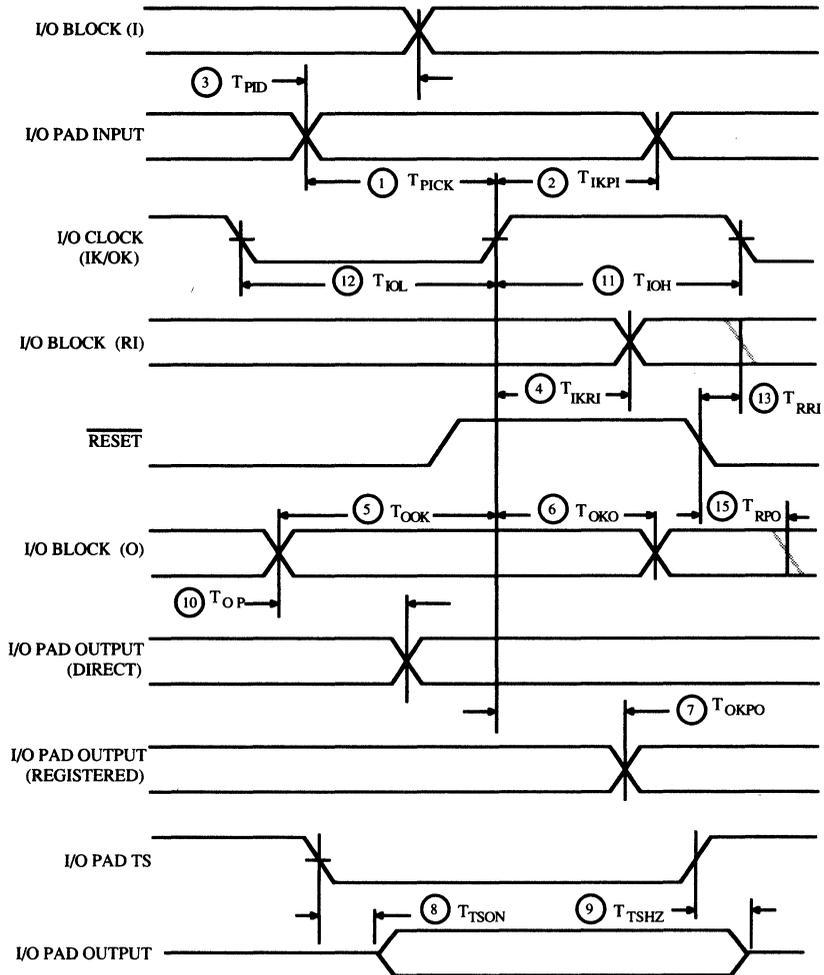 I/O BLOCK (I)
3 TPID
I/O PAD INPUT
1 TPICK
2 TIKPI
I/O CLOCK
(IK/OK)
12 TIOL
11 TIOH
I/O BLOCK (RI)
4 TIKRI
13 TRRI
RESET
5 TOOK
6 TOKO
15 TRPO
I/O BLOCK (O)
10 TOP
I/O PAD OUTPUT
(DIRECT)
7 TOKPO
I/O PAD OUTPUT
(REGISTERED)
I/O PAD TS
8 TTSON
9 TTSHZ
I/O PAD OUTPUT